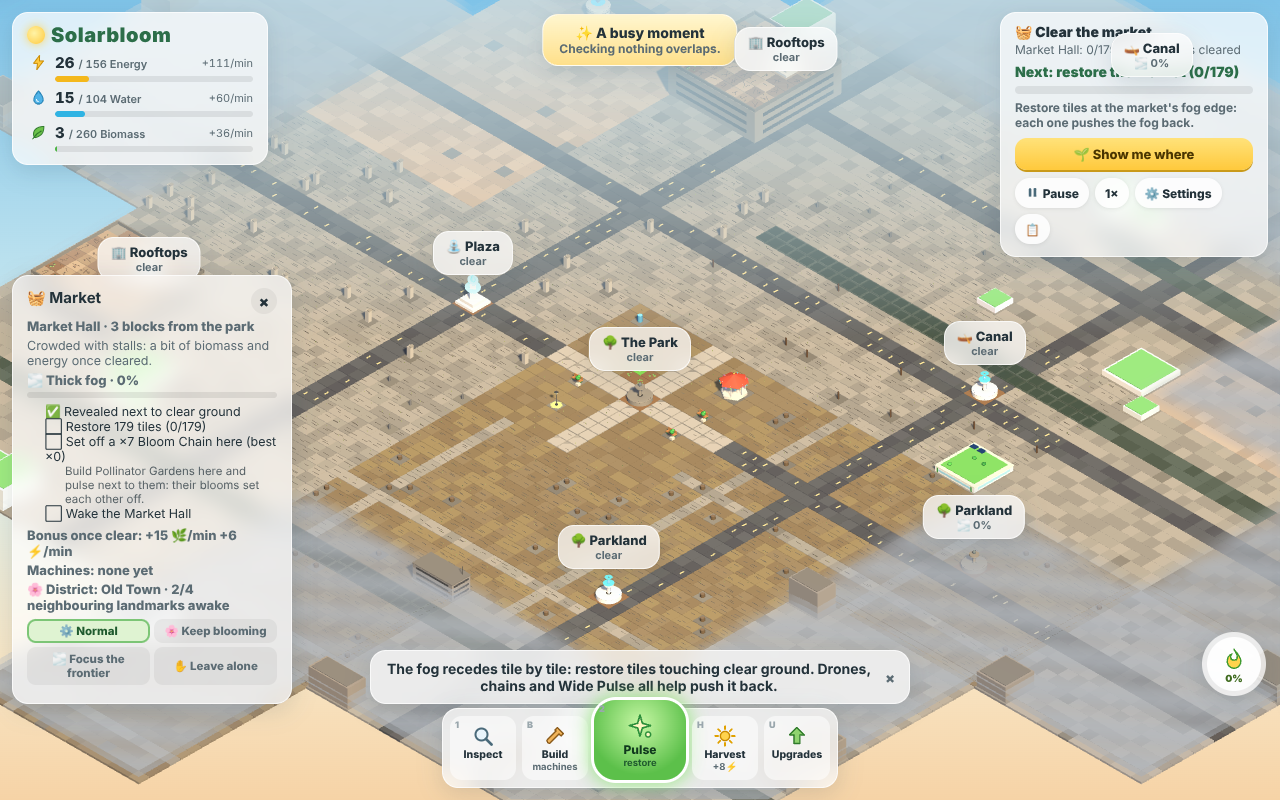 Solarbloom
26 / 156 Energy +111/min
15 / 104 Water +60/min
3 / 260 Biomass +36/min
✨ A busy moment
Checking nothing overlaps.
Rooftops
clear
Clear the market
Market Hall: 0/179 s cleared
Next: restore t (0/179)
Canal
0%
Restore tiles at the market's fog edge:
each one pushes the fog back.
Show me where
Pause
1×
Settings
Rooftops
clear
Plaza
clear
The Park
clear
Canal
clear
Parkland
0%
Parkland
clear
Market
×
Market Hall · 3 blocks from the park
Crowded with stalls: a bit of biomass and
energy once cleared.
Thick fog · 0%
✅ Revealed next to clear ground
Restore 179 tiles (0/179)
Set off a ×7 Bloom Chain here (best
×0)
Build Pollinator Gardens here and
pulse next to them: their blooms set
each other off.
Wake the Market Hall
Bonus once clear: +15 🌿/min +6
⚡/min
Machines: none yet
🌸 District: Old Town · 2/4
neighbouring landmarks awake
Normal
Keep blooming
Focus the
frontier
Leave alone
The fog recedes tile by tile: restore tiles touching clear ground. Drones,
chains and Wide Pulse all help push it back.
×
1
Inspect
B
Build
machines
Pulse
restore
H
Harvest
+8⚡
U
Upgrades
0%